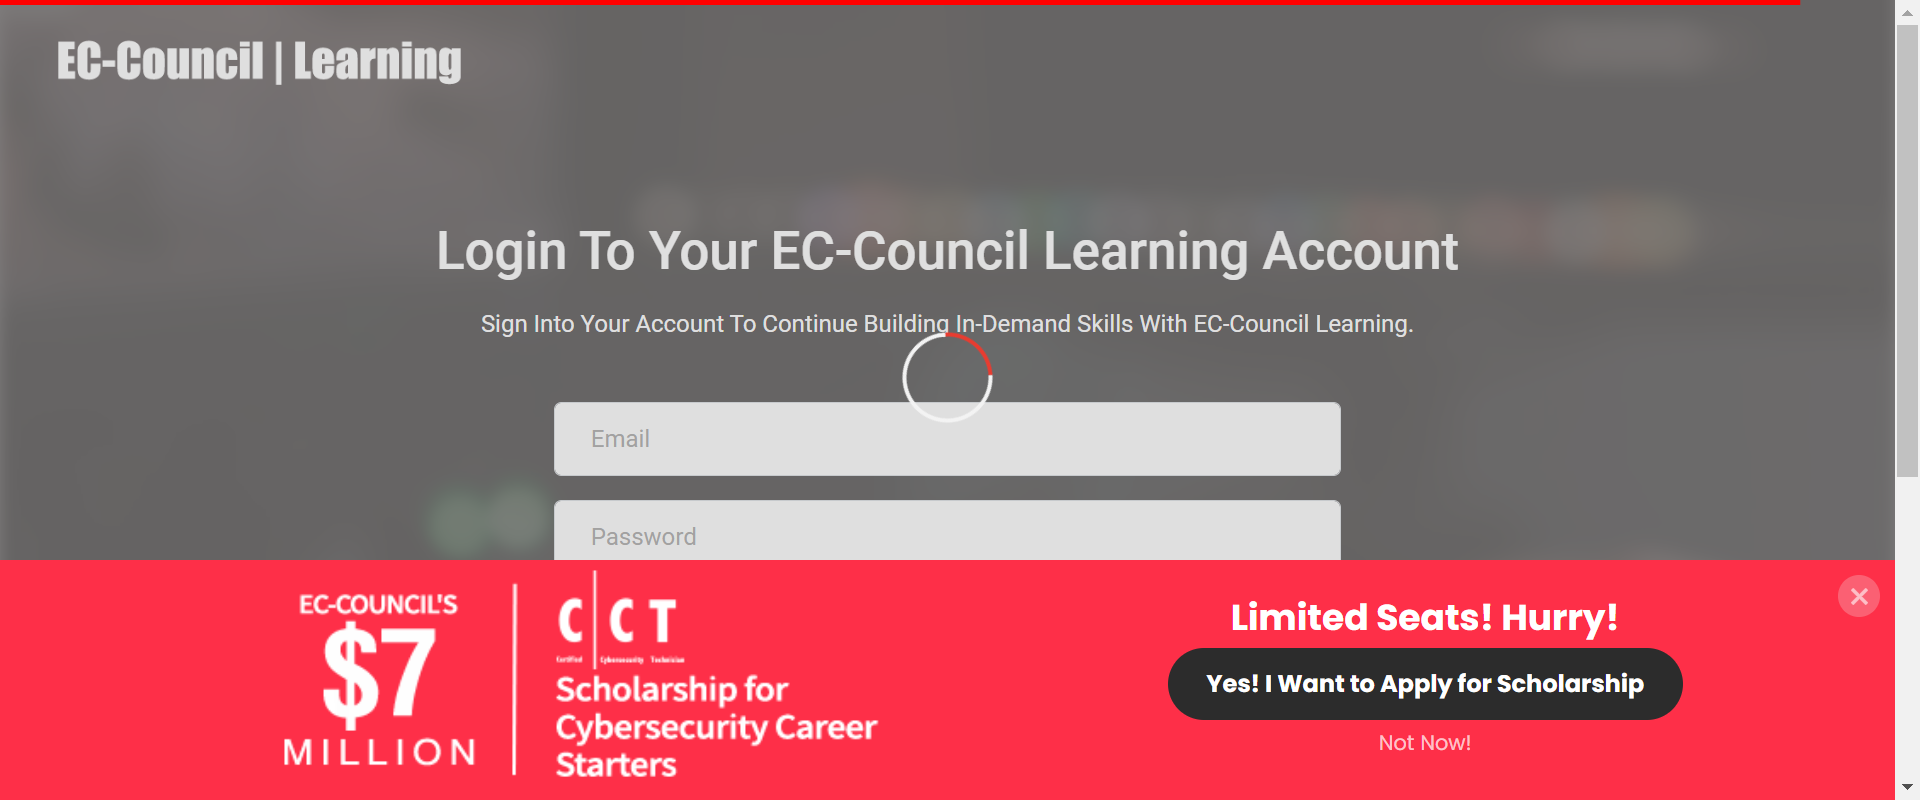 EC-Council | Learning
Login To Your EC-Council Learning Account
Sign Into Your Account To Continue Building In-Demand Skills With EC-Council Learning.
Email
Password
EC-COUNCIL'S
$7
MILLION
C|CT
Certified Cybersecurity Technician
Scholarship for
Cybersecurity Career
Starters
Limited Seats! Hurry!
Yes! I Want to Apply for Scholarship
Not Now!